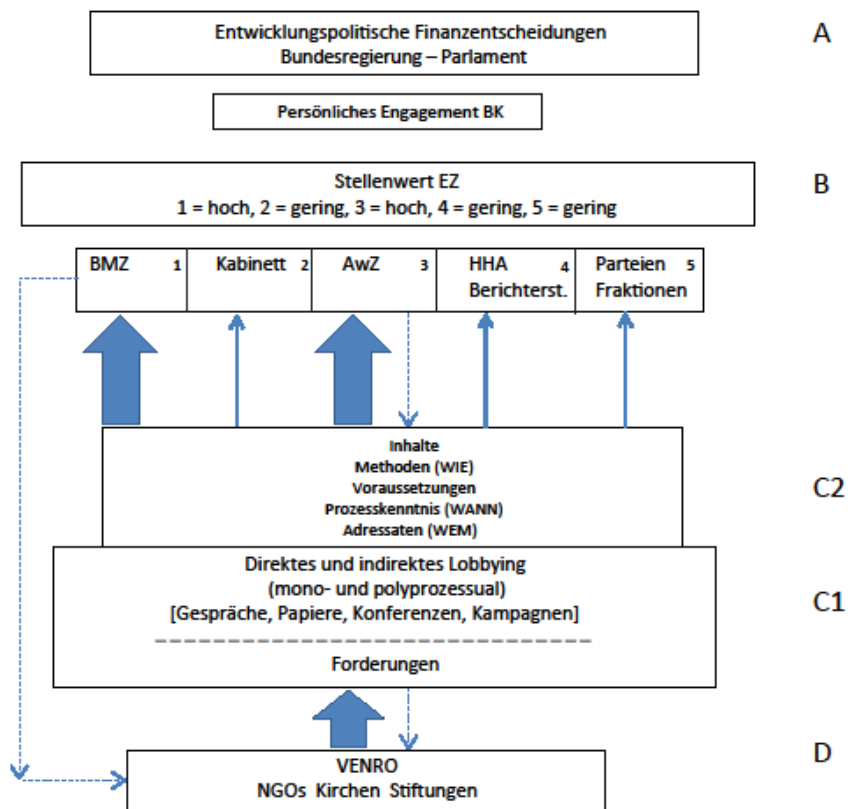 Entwicklungspolitische Finanzentscheidungen
Bundesregierung – Parlament
A
Persönliches Engagement BK
Stellenwert EZ
1 = hoch, 2 = gering, 3 = hoch, 4 = gering, 5 = gering
B
BMZ 1
Kabinett 2
AwZ 3
HHA 4
Berichterst.
Parteien 5
Fraktionen
Inhalte
Methoden (WIE)
Voraussetzungen
Prozesskenntnis (WANN)
Adressaten (WEM)
C2
Direktes und indirektes Lobbying
(mono- und polyprozessual)
[Gespräche, Papiere, Konferenzen, Kampagnen]
C1
Forderungen
VENRO
NGOs Kirchen Stiftungen
D